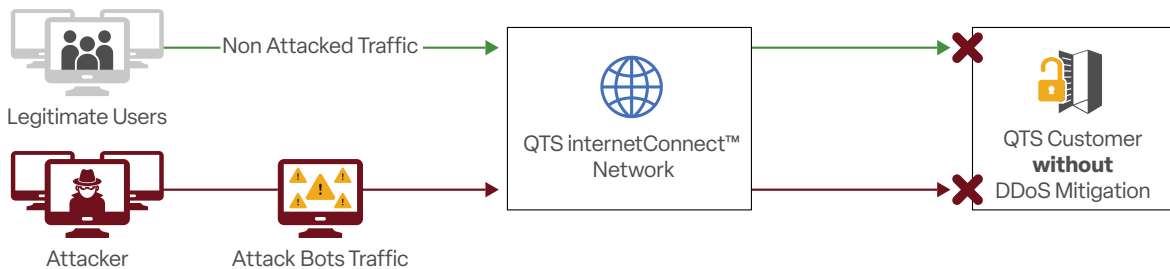 Non Attacked Traffic
Legitimate Users
QTS internetConnect™
Network
QTS Customer
without
DDoS Mitigation
Attacker
Attack Bots Traffic